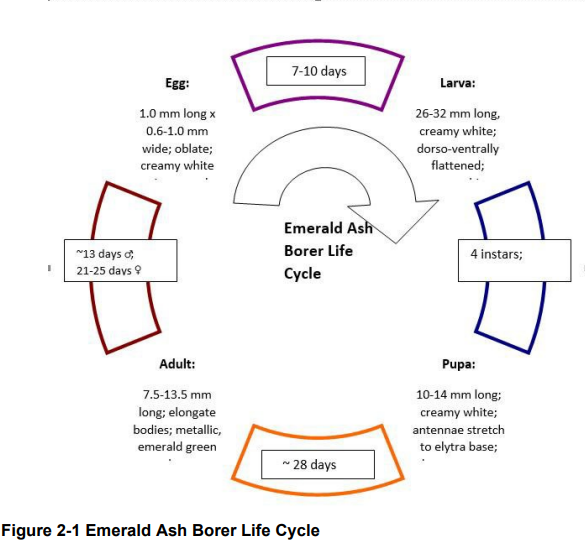 7-10 days
Egg:
1.0 mm long x
0.6-1.0 mm
wide; oblate;
creamy white
Larva:
26-32 mm long,
creamy white;
dorso-ventrally
flattened;
Emerald Ash
Borer Life
Cycle
~13 days ♂;
21-25 days ♀
4 instars;
Adult:
7.5-13.5 mm
long; elongate
bodies; metallic,
emerald green
Pupa:
10-14 mm long;
creamy white;
antennae stretch
to elytra base;
~ 28 days
Figure 2-1 Emerald Ash Borer Life Cycle